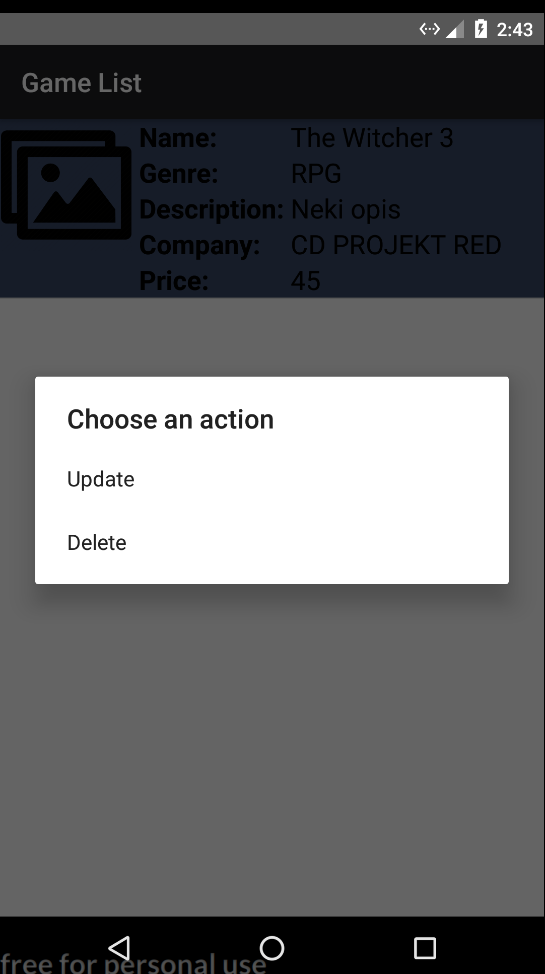 2:43
Game List
Name: The Witcher 3
Genre: RPG
Description: Neki opis
Company: CD PROJEKT RED
Price: 45
Choose an action
Update
Delete
free for personal use